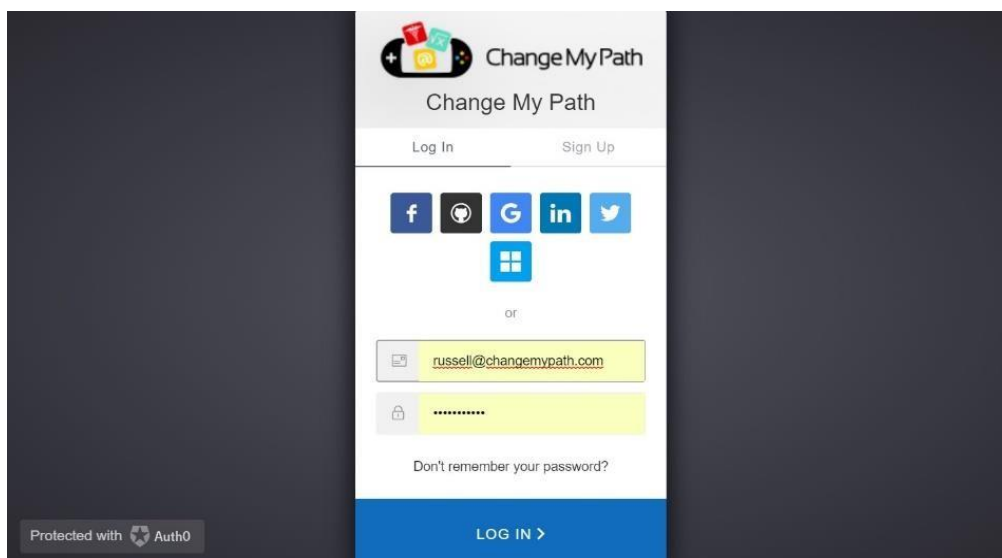 ChangeMyPath
Change My Path
Log In Sign Up
or
russell@changemypath.com
•••••••••••
Don't remember your password?
LOG IN >
Protected with Auth0